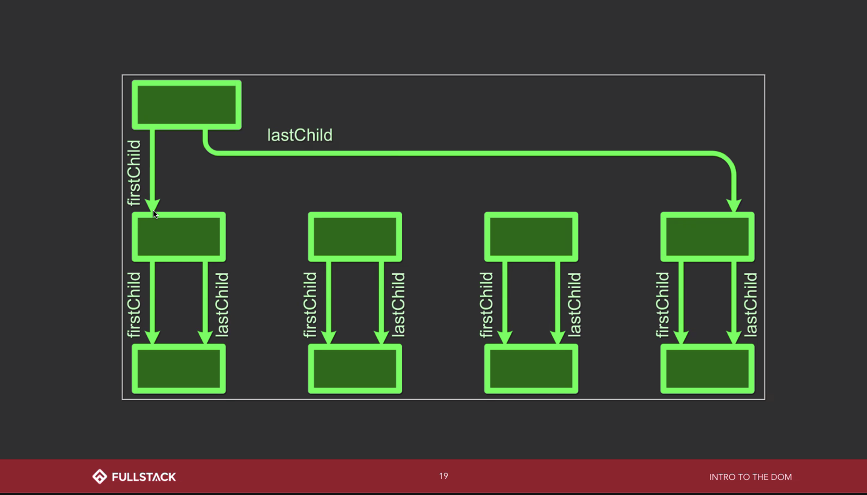 lastChild
firstChild
firstChild
lastChild
firstChild
lastChild
firstChild
lastChild
firstChild
lastChild
FULLSTACK
19
INTRO TO THE DOM